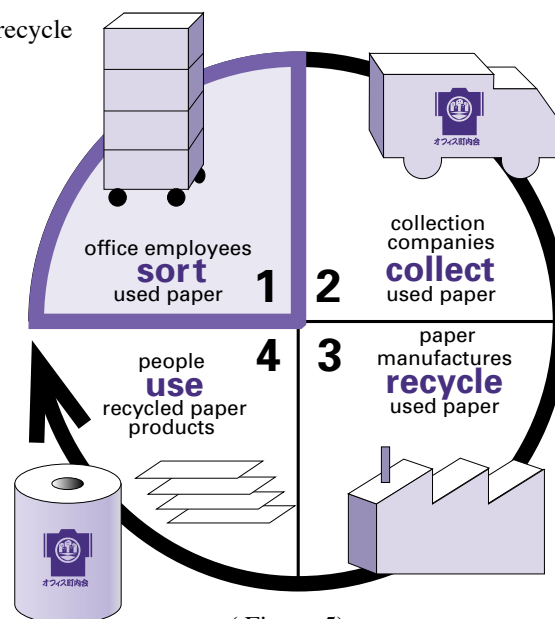 recycle
オフィス町内会
office employees
sort
used paper
1
2
collection
companies
collect
used paper
people
use
recycled paper
products
4
3
paper
manufactures
recycle
used paper
オフィス町内会
( Figure 5)